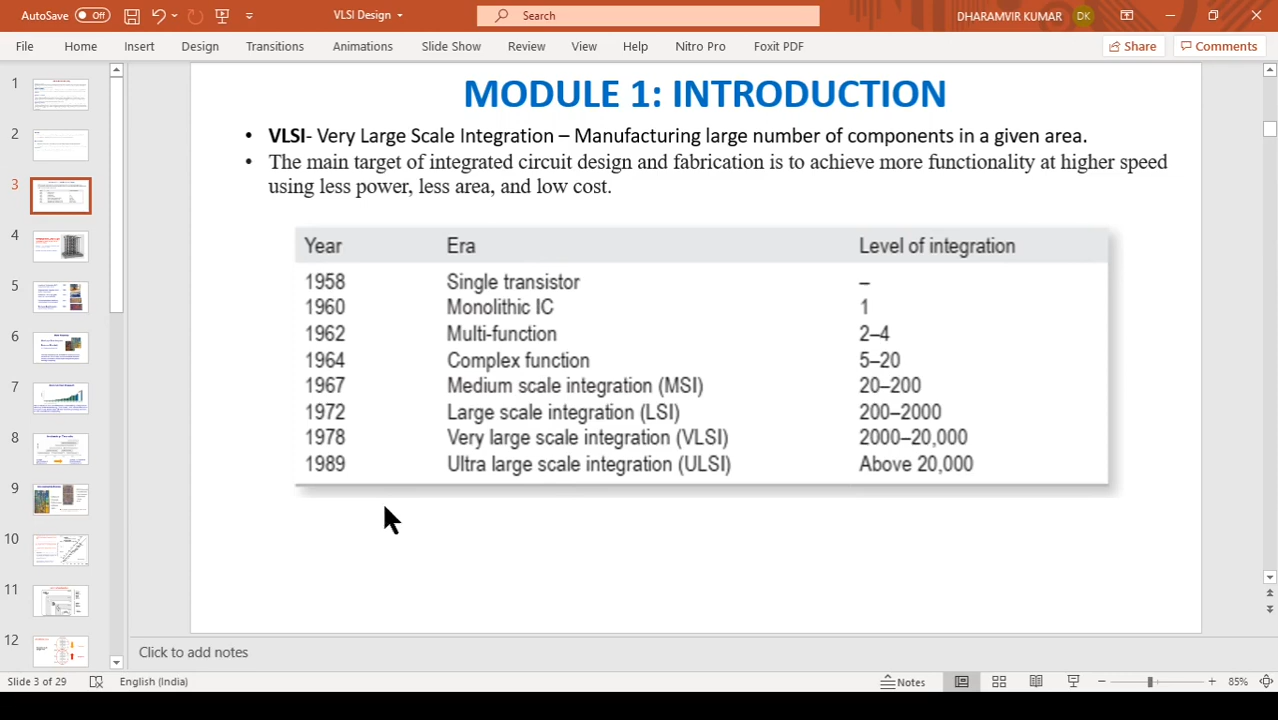 AutoSave Off VLSI Design Search DHARAMVIR KUMAR DK
File Home Insert Design Transitions Animations Slide Show Review View Help Nitro Pro Foxit PDF Share Comments
1
2
3
4
5
6
7
8
9
10
11
12
MODULE 1: INTRODUCTION
• VLSI- Very Large Scale Integration – Manufacturing large number of components in a given area.
• The main target of integrated circuit design and fabrication is to achieve more functionality at higher speed
using less power, less area, and low cost.
Year Era Level of integration
1958 Single transistor –
1960 Monolithic IC 1
1962 Multi-function 2–4
1964 Complex function 5–20
1967 Medium scale integration (MSI) 20–200
1972 Large scale integration (LSI) 200–2000
1978 Very large scale integration (VLSI) 2000–20,000
1989 Ultra large scale integration (ULSI) Above 20,000
Click to add notes
Slide 3 of 29 English (India) Notes 85%